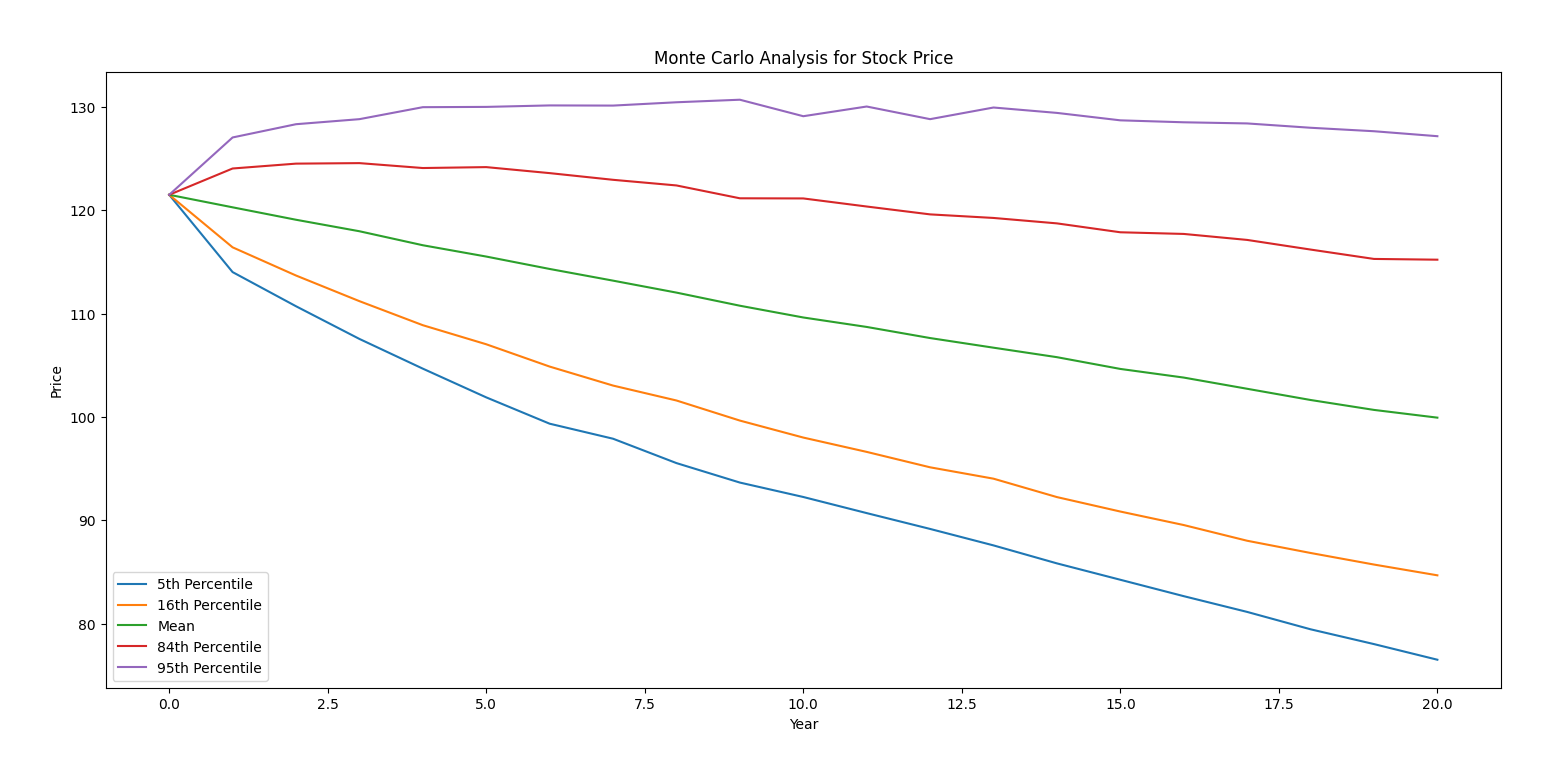 Monte Carlo Analysis for Stock Price
Price
130
120
110
100
90
80
5th Percentile
16th Percentile
Mean
84th Percentile
95th Percentile
0.0 2.5 5.0 7.5 10.0 12.5 15.0 17.5 20.0
Year